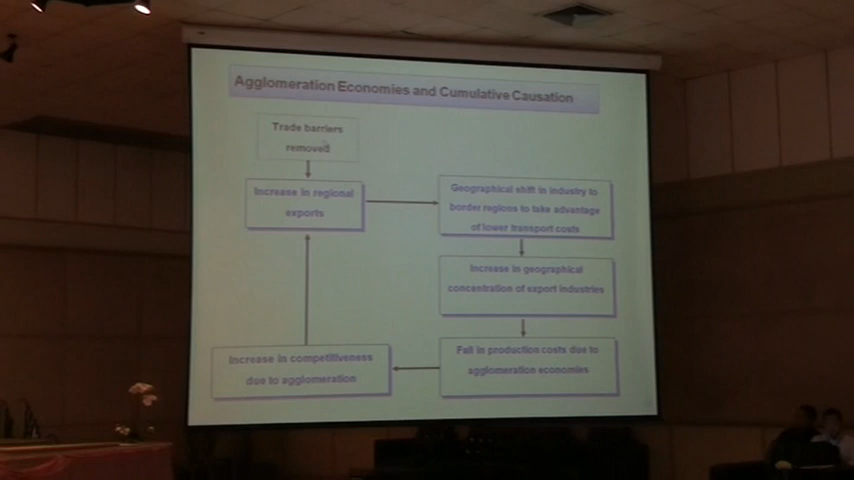 Agglomeration Economies and Cumulative Causation
Trade barriers
removed
Increase in regional
exports
Geographical shift in industry to
border regions to take advantage
of lower transport costs
Increase in geographical
concentration of export industries
Fall in production costs due to
agglomeration economies
Increase in competitiveness
due to agglomeration